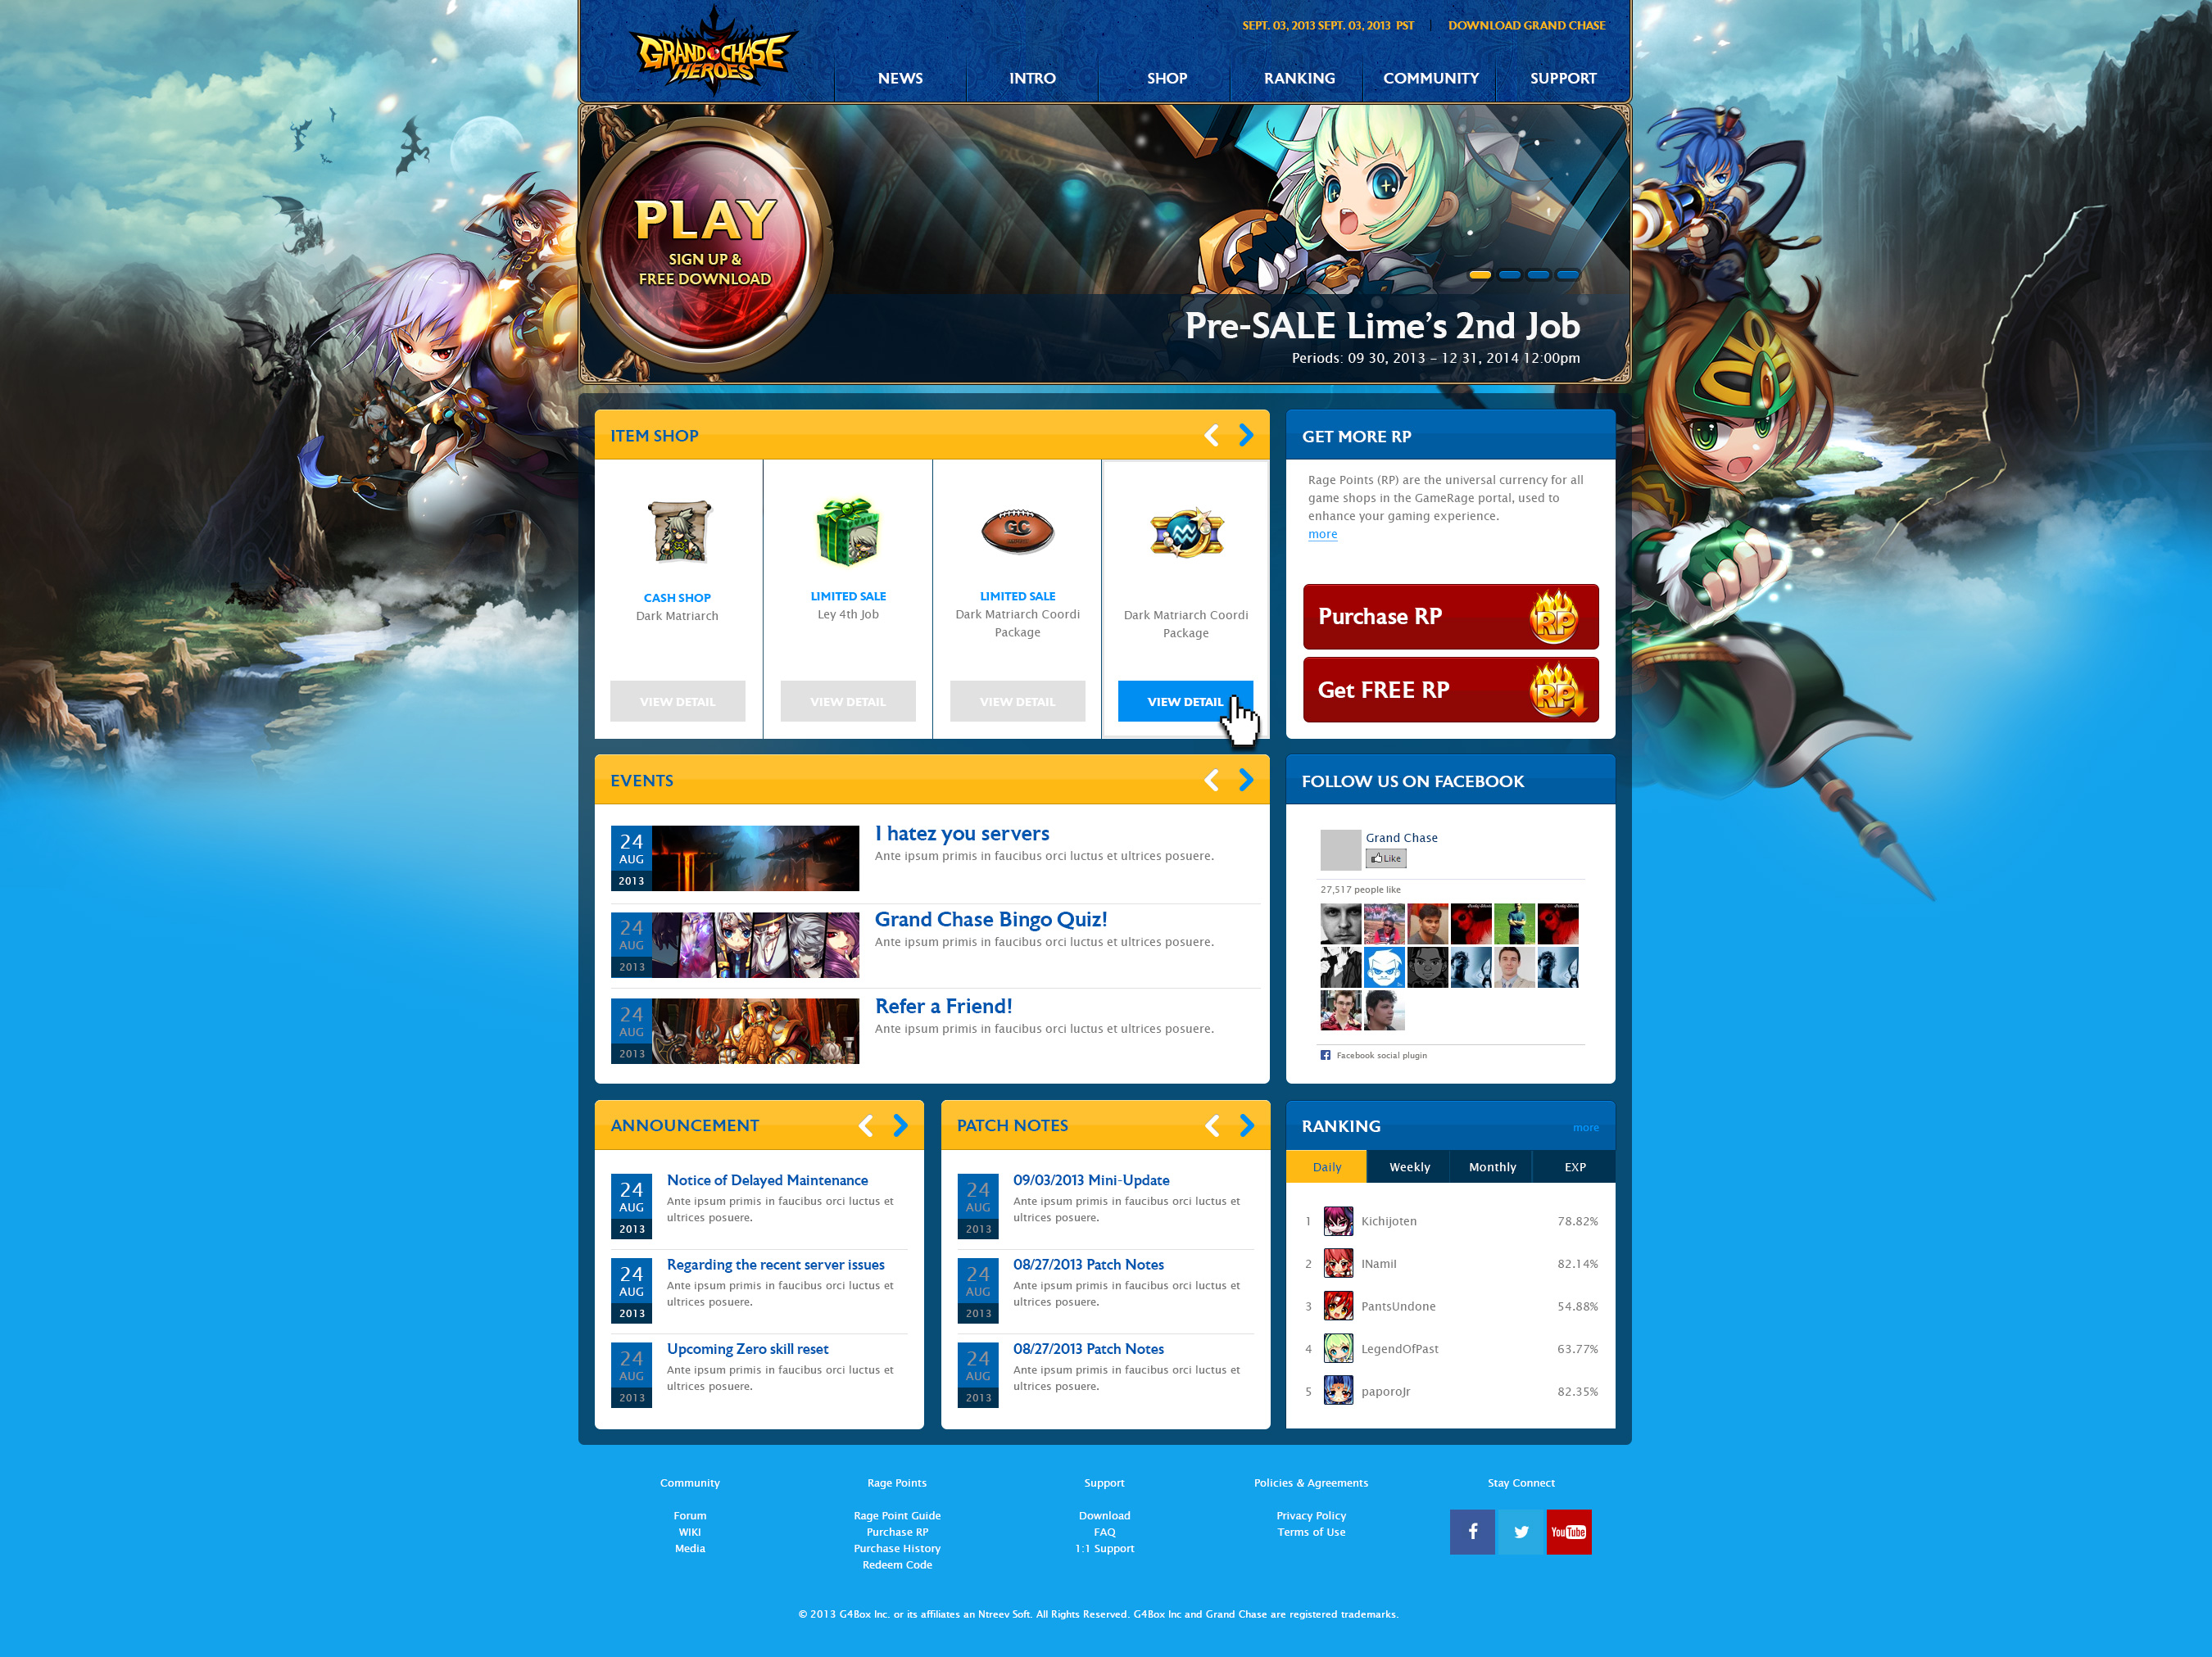 GRAND CHASE
HEROES
SEPT. 03, 2013 SEPT. 03, 2013 PST
DOWNLOAD GRAND CHASE
NEWS
INTRO
SHOP
RANKING
COMMUNITY
SUPPORT
PLAY
SIGN UP &
FREE DOWNLOAD
Pre-SALE Lime's 2nd Job
Periods: 09 30, 2013 – 12 31, 2014 12:00pm
ITEM SHOP
CASH SHOP
Dark Matriarch
VIEW DETAIL
LIMITED SALE
Ley 4th Job
VIEW DETAIL
GC
LIMITED SALE
Dark Matriarch Coordi
Package
VIEW DETAIL
Dark Matriarch Coordi
Package
VIEW DETAIL
GET MORE RP
Rage Points (RP) are the universal currency for all
game shops in the GameRage portal, used to
enhance your gaming experience.
more
Purchase RP
RP
Get FREE RP
RP
EVENTS
24
AUG
2013
I hatez you servers
Ante ipsum primis in faucibus orci luctus et ultrices posuere.
24
AUG
2013
Grand Chase Bingo Quiz!
Ante ipsum primis in faucibus orci luctus et ultrices posuere.
24
AUG
2013
Refer a Friend!
Ante ipsum primis in faucibus orci luctus et ultrices posuere.
FOLLOW US ON FACEBOOK
Grand Chase
Like
27,517 people like
Facebook social plugin
ANNOUNCEMENT
24
AUG
2013
Notice of Delayed Maintenance
Ante ipsum primis in faucibus orci luctus et
ultrices posuere.
24
AUG
2013
Regarding the recent server issues
Ante ipsum primis in faucibus orci luctus et
ultrices posuere.
24
AUG
2013
Upcoming Zero skill reset
Ante ipsum primis in faucibus orci luctus et
ultrices posuere.
PATCH NOTES
24
AUG
2013
09/03/2013 Mini-Update
Ante ipsum primis in faucibus orci luctus et
ultrices posuere.
24
AUG
2013
08/27/2013 Patch Notes
Ante ipsum primis in faucibus orci luctus et
ultrices posuere.
24
AUG
2013
08/27/2013 Patch Notes
Ante ipsum primis in faucibus orci luctus et
ultrices posuere.
RANKING
more
Daily
Weekly
Monthly
EXP
1 Kichijoten 78.82%
2 INamiI 82.14%
3 PantsUndone 54.88%
4 LegendOfPast 63.77%
5 paporoJr 82.35%
Community
Forum
WIKI
Media
Rage Points
Rage Point Guide
Purchase RP
Purchase History
Redeem Code
Support
Download
FAQ
1:1 Support
Policies & Agreements
Privacy Policy
Terms of Use
Stay Connect
YouTube
© 2013 G4Box Inc. or its affiliates an Ntreev Soft. All Rights Reserved. G4Box Inc and Grand Chase are registered trademarks.